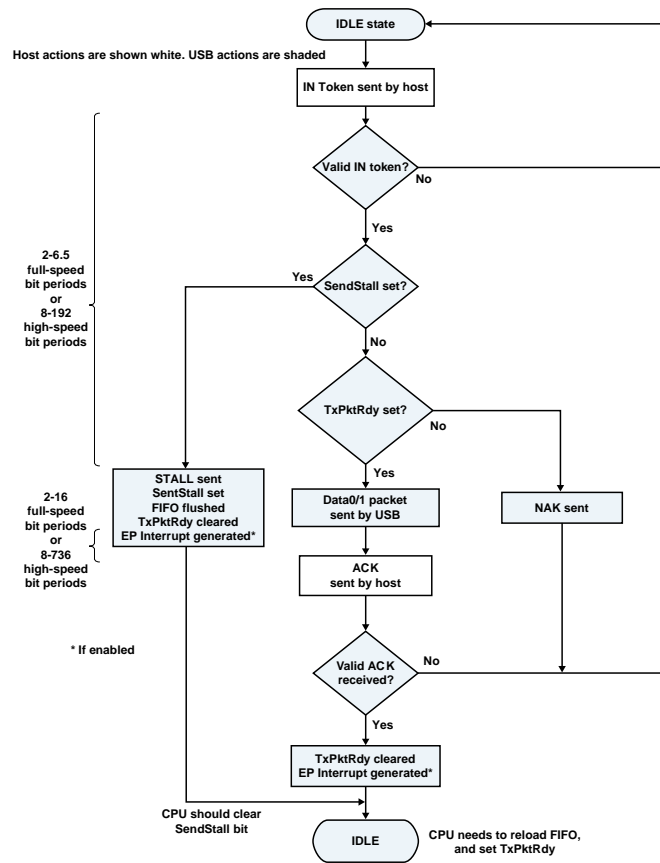 IDLE state
Host actions are shown white. USB actions are shaded
IN Token sent by host
Valid IN token?
No
Yes
2-6.5
full-speed
bit periods
or
8-192
high-speed
bit periods
Yes
SendStall set?
No
TxPktRdy set?
No
Yes
STALL sent
SentStall set
FIFO flushed
TxPktRdy cleared
EP Interrupt generated*
2-16
full-speed
bit periods
or
8-736
high-speed
bit periods
Data0/1 packet
sent by USB
NAK sent
ACK
sent by host
* If enabled
Valid ACK
received?
No
Yes
TxPktRdy cleared
EP Interrupt generated*
CPU should clear
SendStall bit
IDLE
CPU needs to reload FIFO,
and set TxPktRdy